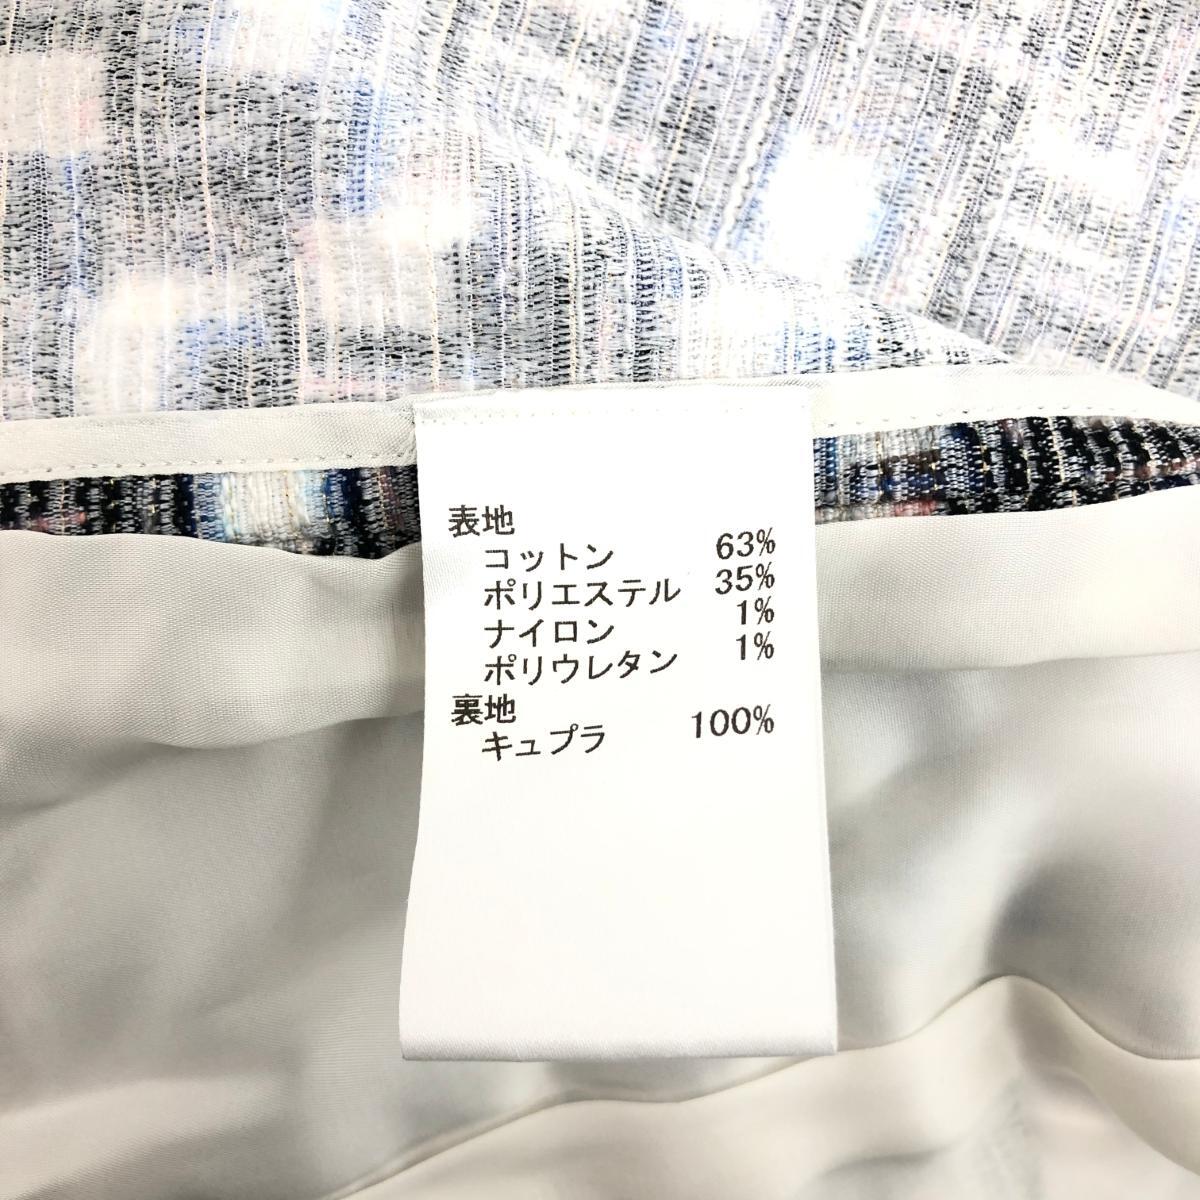 表地
コットン 63%
ポリエステル 35%
ナイロン 1%
ポリウレタン 1%
裏地
キュプラ 100%